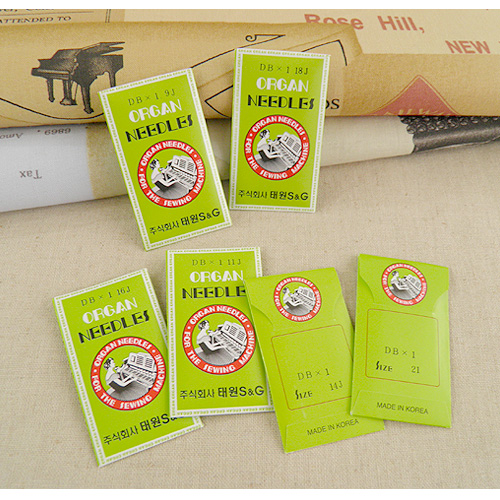 ATTENDED TO
Rose Hill,
NEW
6989
Tax
DB × 1 9J
ORGAN
NEEDLES
ORGAN NEEDLES
FOR THE SEWING MACHINE
주식회사 태원S&G
DB × 1 18J
ORGAN
NEEDLES
ORGAN NEEDLES
FOR THE SEWING MACHINE
주식회사 태원S&G
DB × 1 16J
ORGAN
NEEDLES
ORGAN NEEDLES
FOR THE SEWING MACHINE
주식회사 태원S&G
DB × 1 11J
ORGAN
NEEDLES
ORGAN NEEDLES
FOR THE SEWING MACHINE
주식회사 태원S&G
DB × 1
SIZE 14J
MADE IN KOREA
DB × 1
SIZE 21
MADE IN KOREA